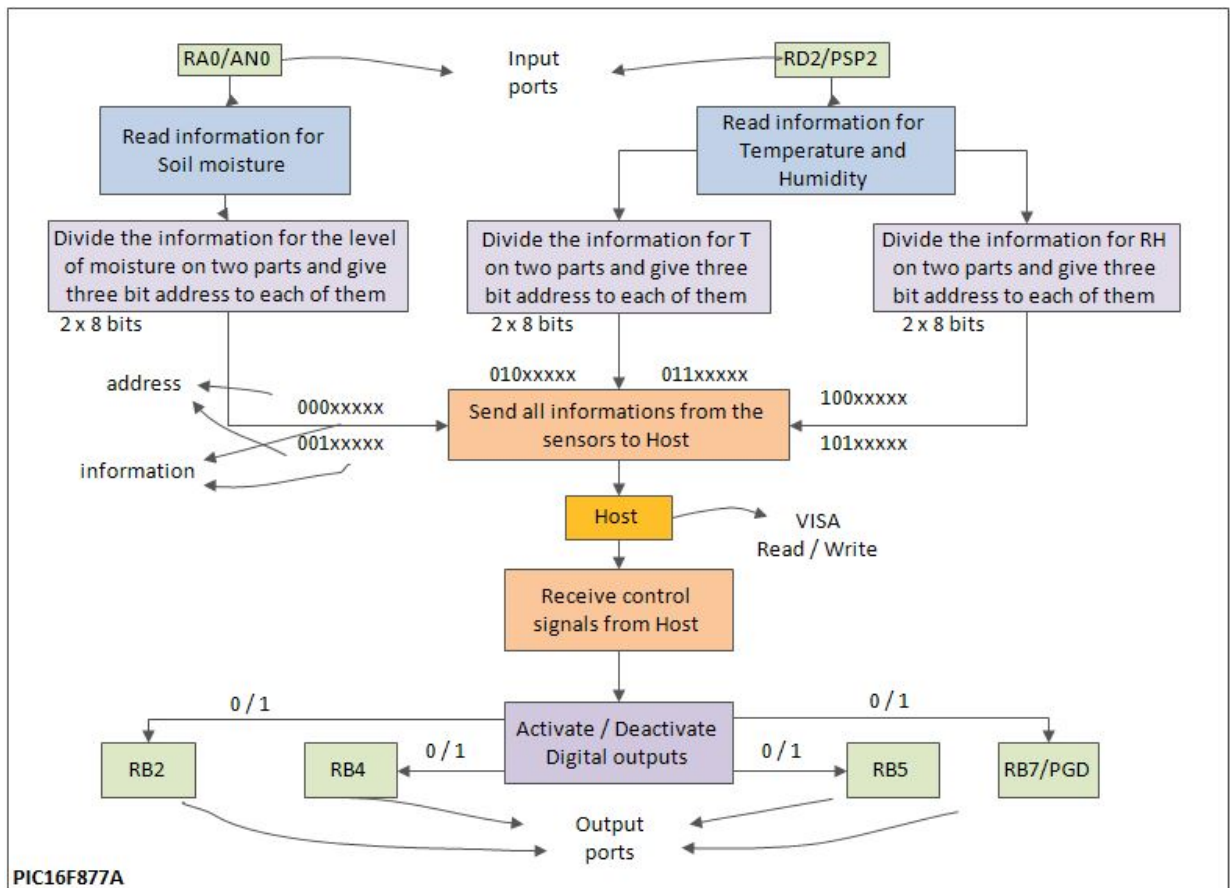 RA0/AN0
Input
ports
RD2/PSP2
Read information for
Soil moisture
Read information for
Temperature and
Humidity
Divide the information for the level
of moisture on two parts and give
three bit address to each of them
Divide the information for T
on two parts and give three
bit address to each of them
Divide the information for RH
on two parts and give three
bit address to each of them
2 x 8 bits
2 x 8 bits
2 x 8 bits
address
information
000xxxxx
001xxxxx
010xxxxx
011xxxxx
100xxxxx
101xxxxx
Send all informations from the
sensors to Host
Host
VISA
Read / Write
Receive control
signals from Host
Activate / Deactivate
Digital outputs
0 / 1
0 / 1
0 / 1
0 / 1
RB2
RB4
RB5
RB7/PGD
Output
ports
PIC16F877A